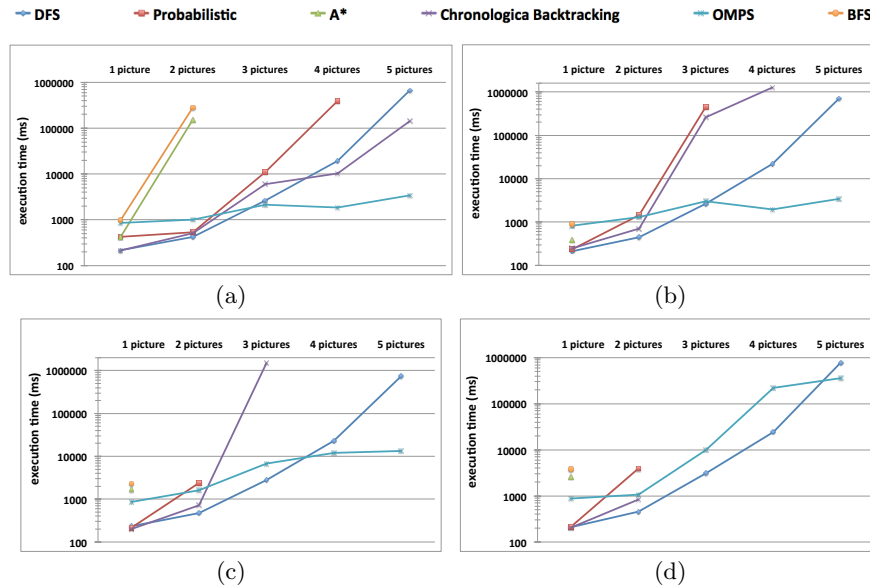 DFS Probabilistic A* Chronologica Backtracking OMPS BFS
1 picture 2 pictures 3 pictures 4 pictures 5 pictures
execution time (ms)
1000000
100000
10000
1000
100
(a)
1 picture 2 pictures 3 pictures 4 pictures 5 pictures
execution time (ms)
1000000
100000
10000
1000
100
(b)
1 picture 2 pictures 3 pictures 4 pictures 5 pictures
execution time (ms)
1000000
100000
10000
1000
100
(c)
1 picture 2 pictures 3 pictures 4 pictures 5 pictures
execution time (ms)
1000000
100000
10000
1000
100
(d)